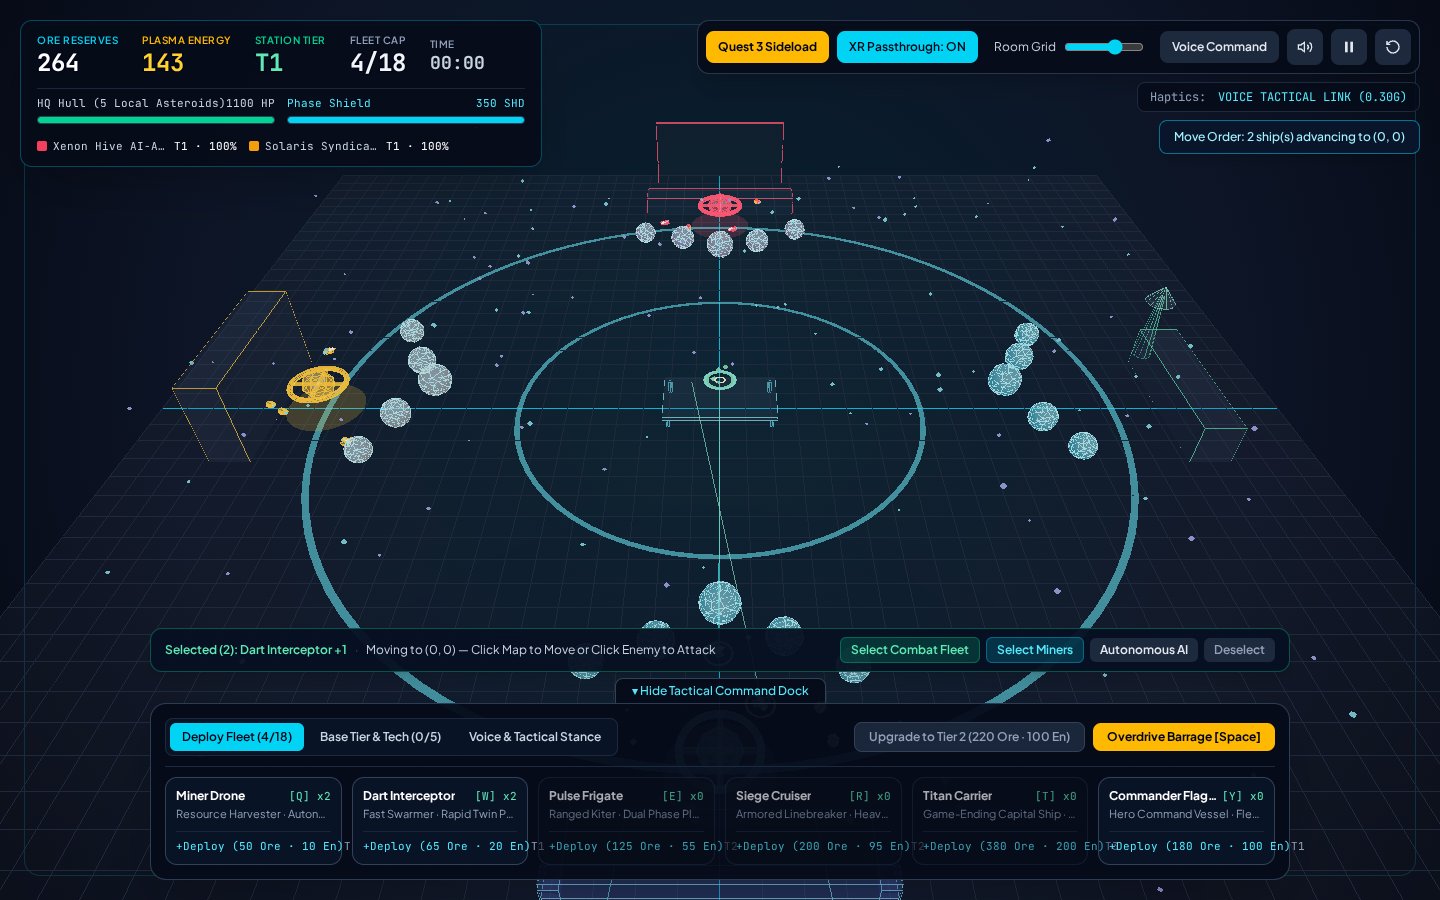 ORE RESERVES PLASMA ENERGY STATION TIER FLEET CAP TIME
264 143 T1 4/18 00:00
HQ Hull (5 Local Asteroids)1100 HP Phase Shield 350 SHD
Xenon Hive AI-A… T1 · 100% Solaris Syndica… T1 · 100%
Quest 3 Sideload XR Passthrough: ON Room Grid Voice Command
Haptics: VOICE TACTICAL LINK (0.30G)
Move Order: 2 ship(s) advancing to (0, 0)
Selected (2): Dart Interceptor +1 · Moving to (0, 0) — Click Map to Move or Click Enemy to Attack Select Combat Fleet Select Miners Autonomous AI Deselect
▾ Hide Tactical Command Dock
Deploy Fleet (4/18) Base Tier & Tech (0/5) Voice & Tactical Stance Upgrade to Tier 2 (220 Ore · 100 En) Overdrive Barrage [Space]
Miner Drone [Q] x2 Dart Interceptor [W] x2 Pulse Frigate [E] x0 Siege Cruiser [R] x0 Titan Carrier [T] x0 Commander Flag… [Y] x0
Resource Harvester · Auton… Fast Swarmer · Rapid Twin P… Ranged Kiter · Dual Phase Pl… Armored Linebreaker · Heav… Game-Ending Capital Ship · … Hero Command Vessel · Fle…
+Deploy (50 Ore · 10 En) +Deploy (65 Ore · 20 En)T1 +Deploy (125 Ore · 55 En) +Deploy (200 Ore · 95 En) +Deploy (380 Ore · 200 En) +Deploy (180 Ore · 100 En)T1